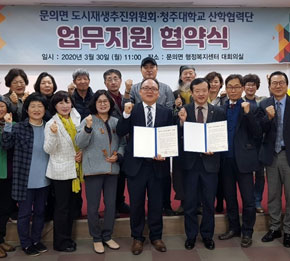 문의면 도시재생추진위원회·청주대학교 산학협력단
업무지원 협약식
• 일시 : 2020년 3월 30일(월) 11:00 • 장소 : 문의면 행정복지센터 대회의실